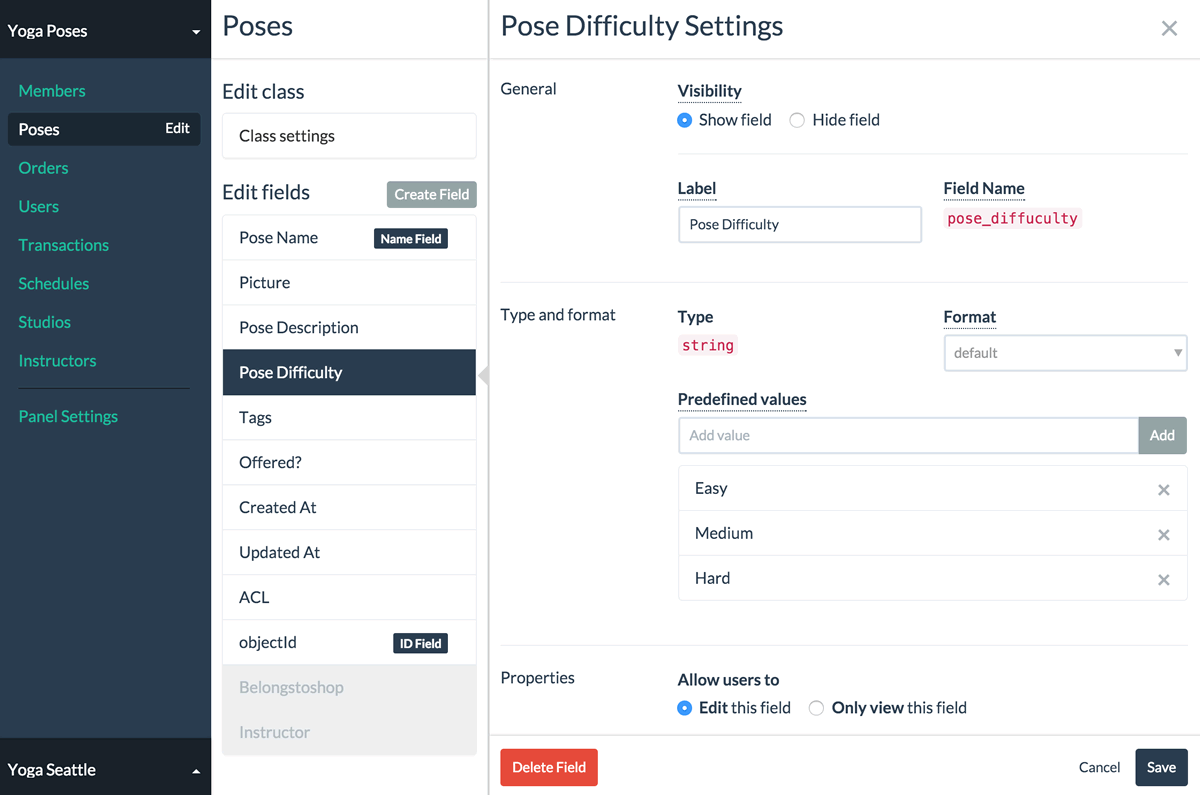 Yoga Poses
Members
Poses Edit
Orders
Users
Transactions
Schedules
Studios
Instructors
Panel Settings
Yoga Seattle
Poses
Edit class
Class settings
Edit fields Create Field
Pose Name Name Field
Picture
Pose Description
Pose Difficulty
Tags
Offered?
Created At
Updated At
ACL
objectId ID Field
Belongstoshop
Instructor
Pose Difficulty Settings
General
Visibility
Show field Hide field
Label Field Name
Pose Difficulty pose_diffuculty
Type and format
Type Format
string default
Predefined values
Add value Add
Easy
Medium
Hard
Properties
Allow users to
Edit this field Only view this field
Delete Field Cancel Save